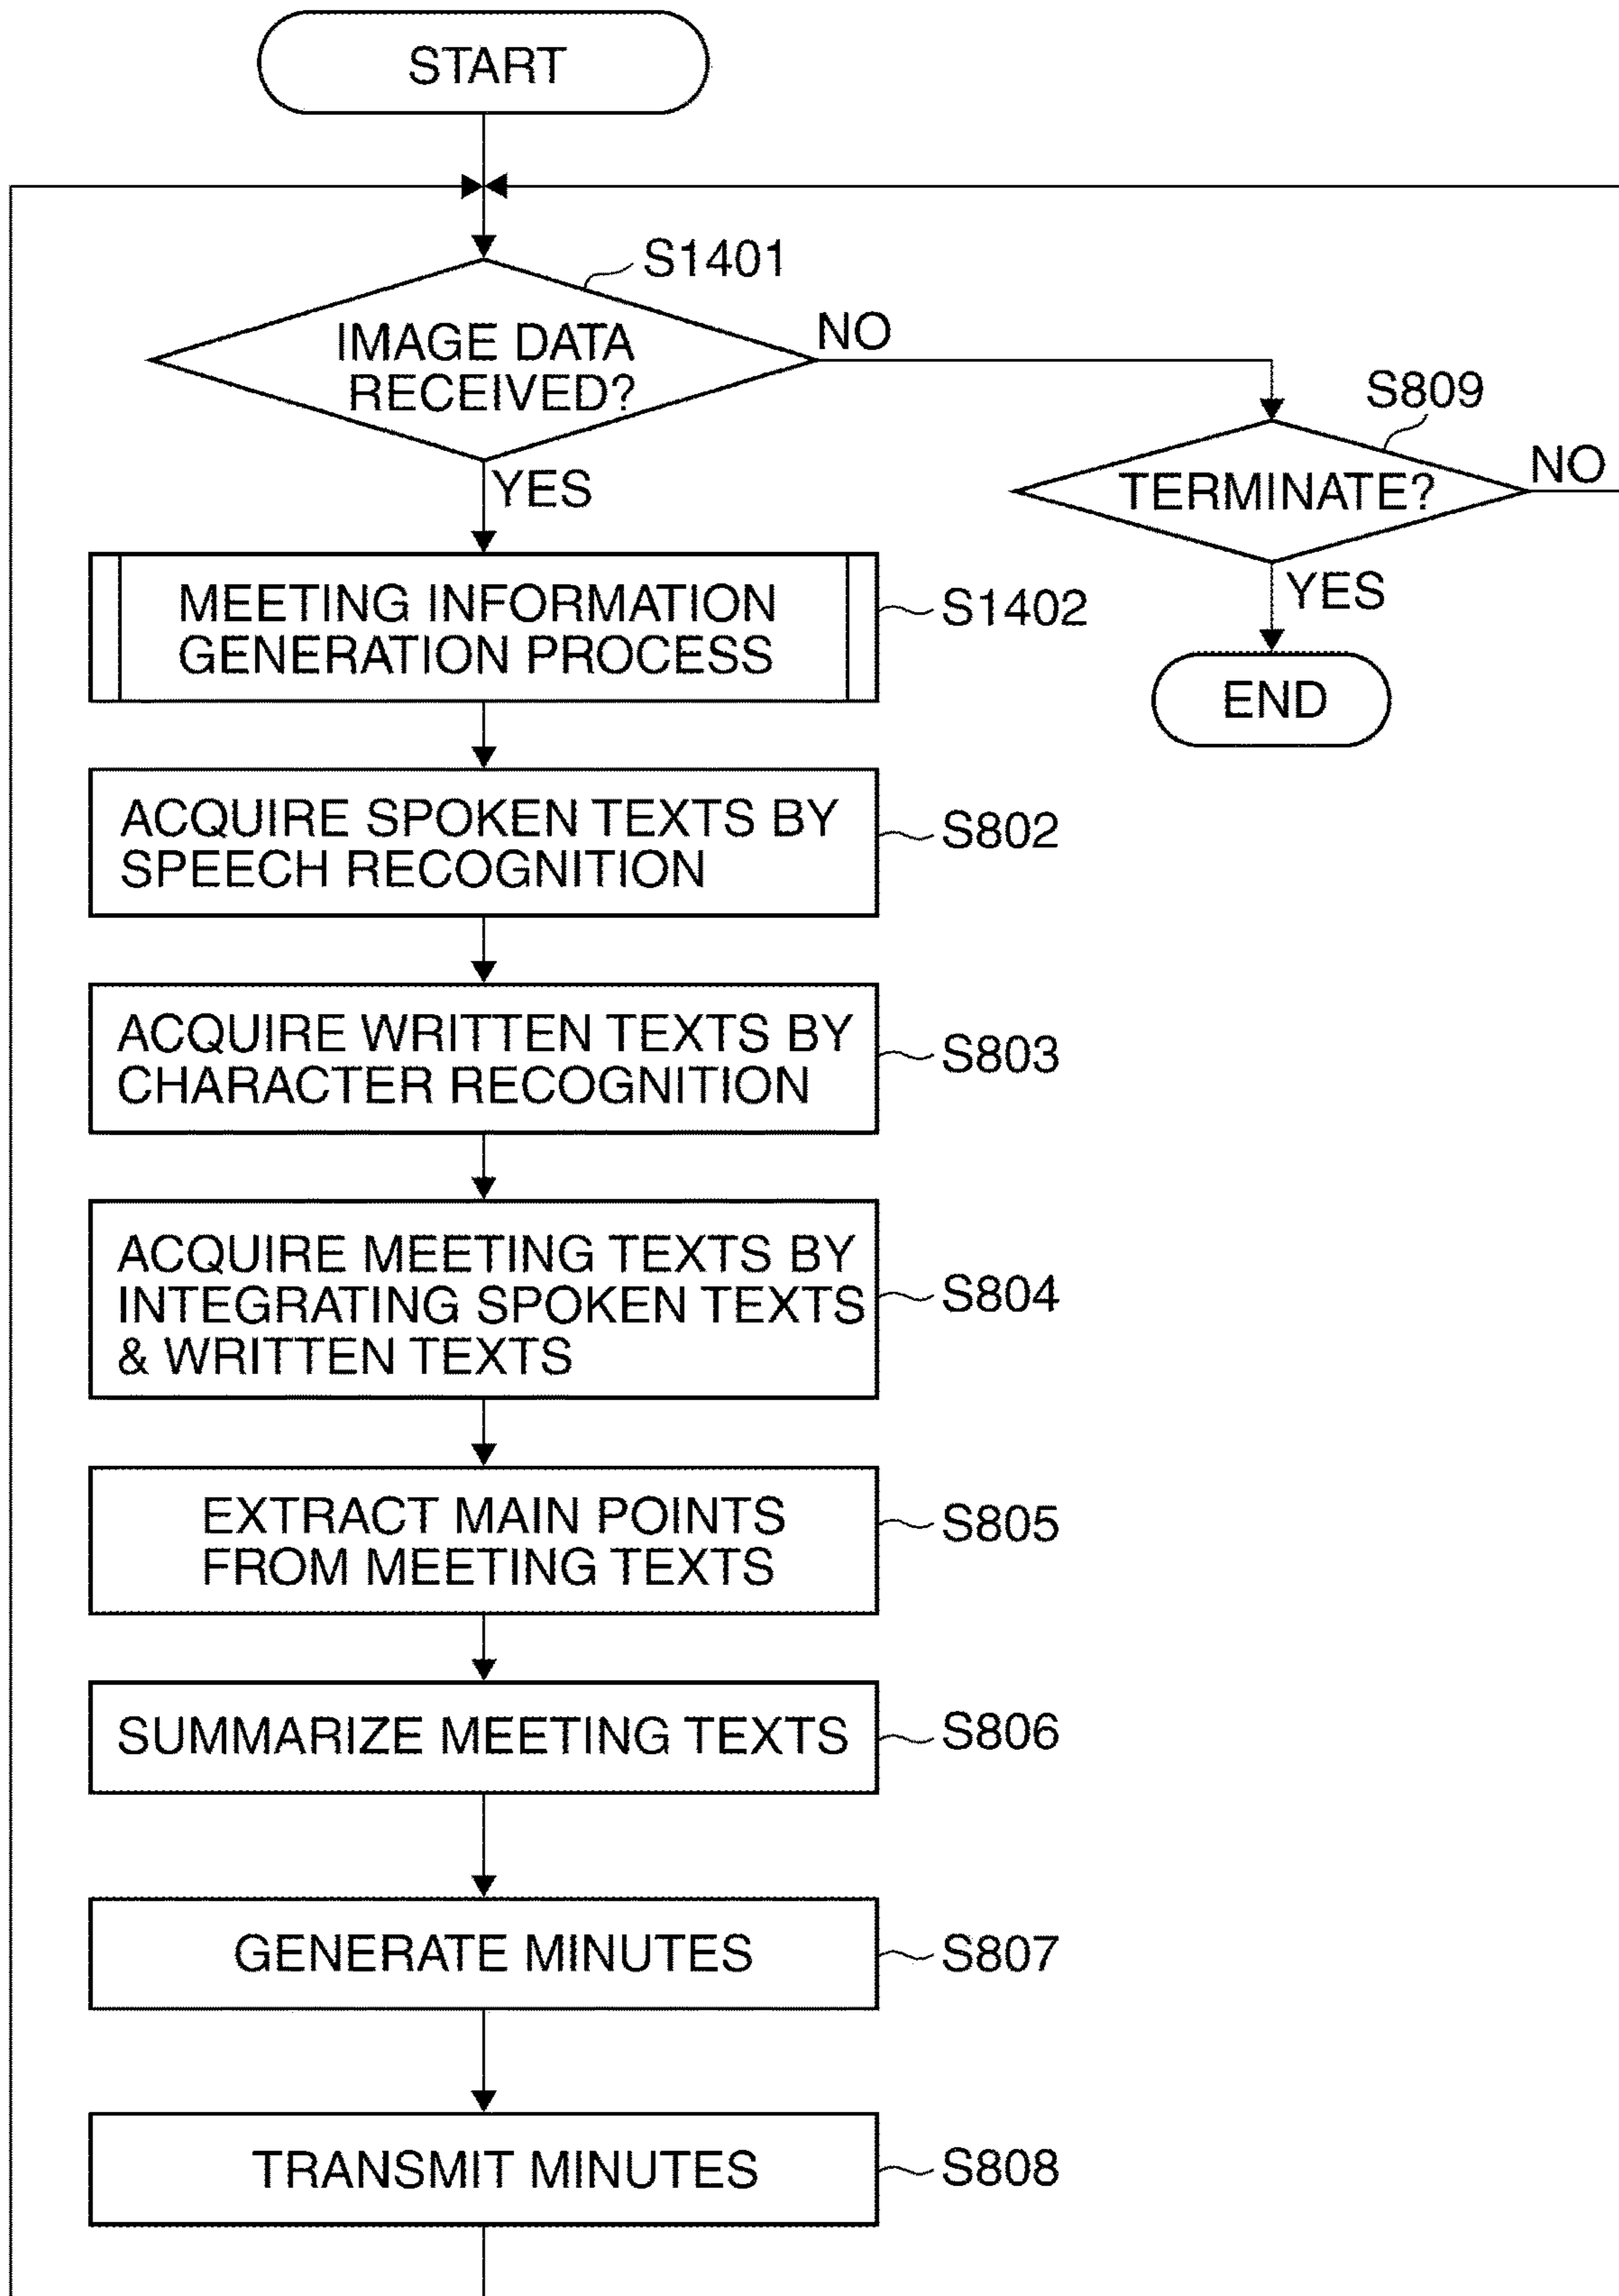 START
S1401
IMAGE DATA
RECEIVED?
NO
S809
TERMINATE?
NO
YES
YES
END
MEETING INFORMATION
GENERATION PROCESS
S1402
ACQUIRE SPOKEN TEXTS BY
SPEECH RECOGNITION
S802
ACQUIRE WRITTEN TEXTS BY
CHARACTER RECOGNITION
S803
ACQUIRE MEETING TEXTS BY
INTEGRATING SPOKEN TEXTS
& WRITTEN TEXTS
S804
EXTRACT MAIN POINTS
FROM MEETING TEXTS
S805
SUMMARIZE MEETING TEXTS
S806
GENERATE MINUTES
S807
TRANSMIT MINUTES
S808